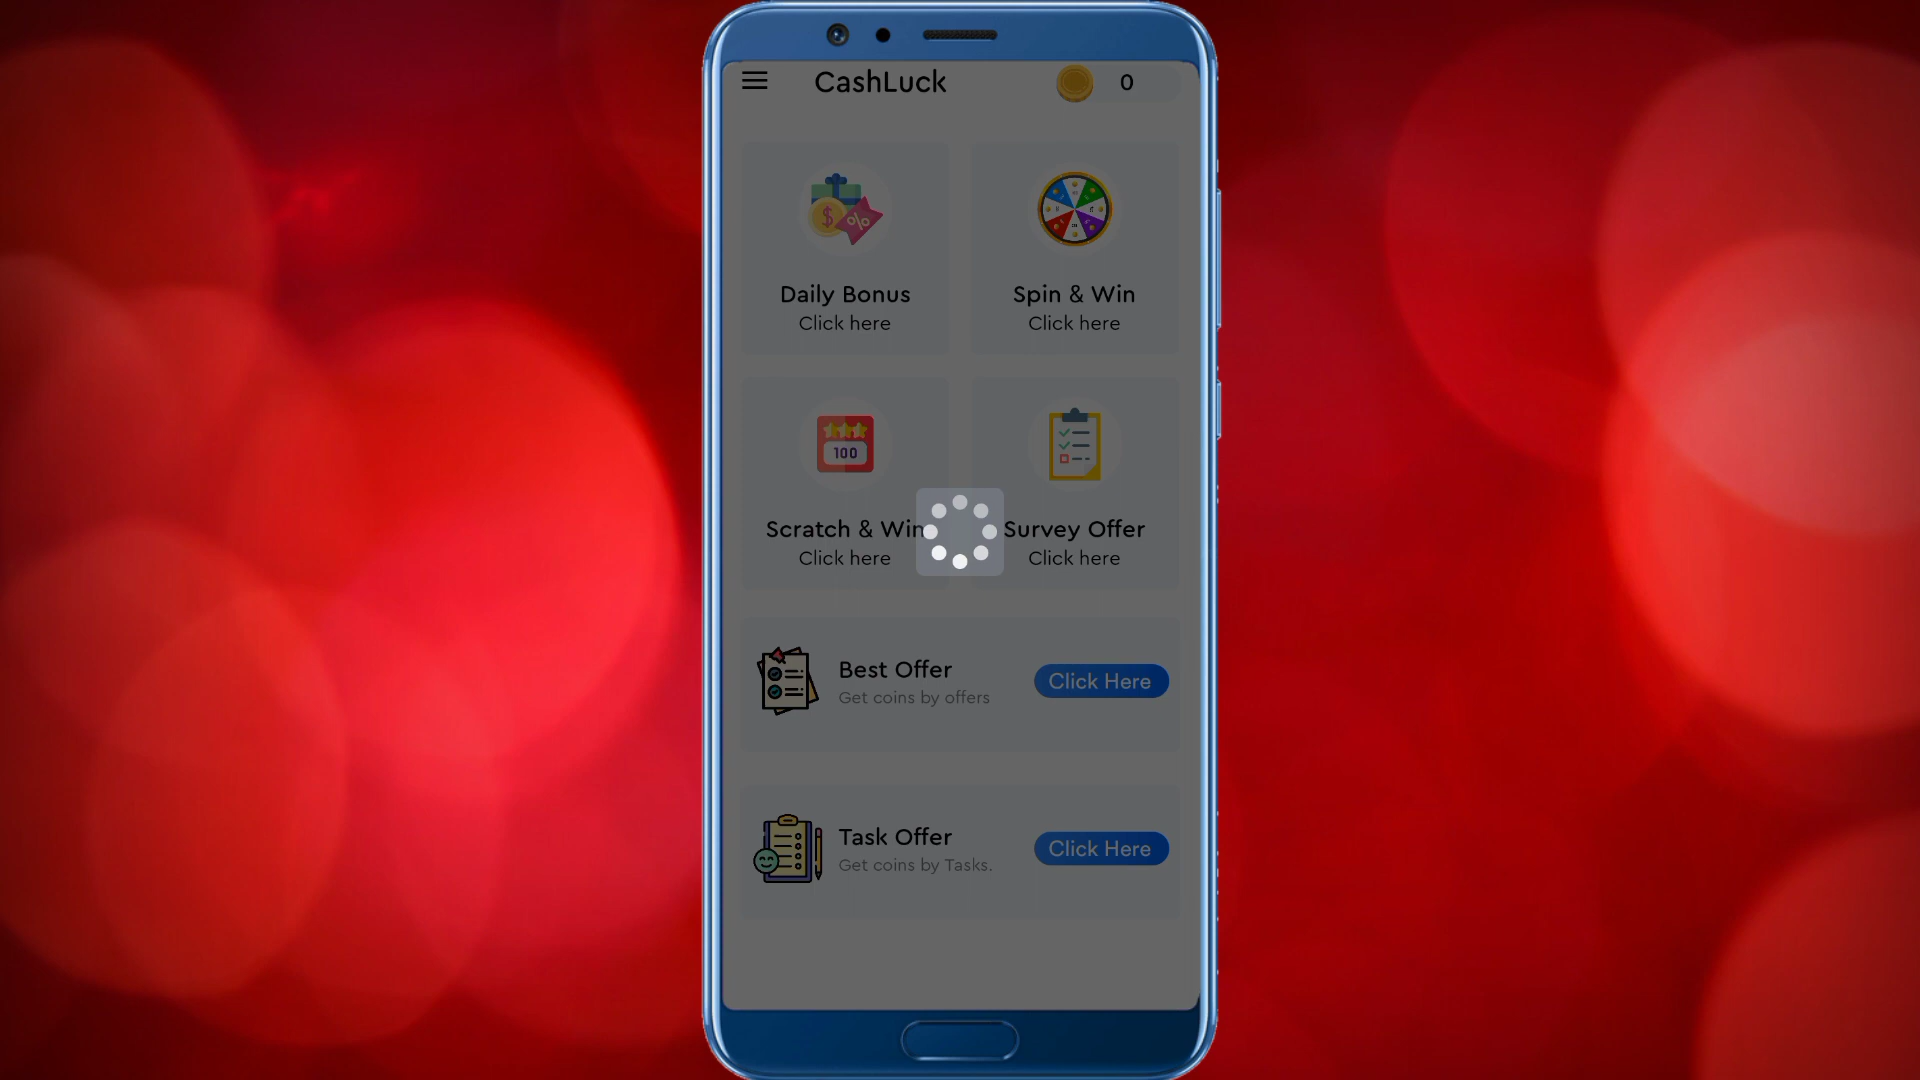 CashLuck
0
Daily Bonus
Click here
Spin & Win
Click here
100
Scratch & Win
Click here
Survey Offer
Click here
Best Offer
Get coins by offers
Click Here
Task Offer
Get coins by Tasks.
Click Here